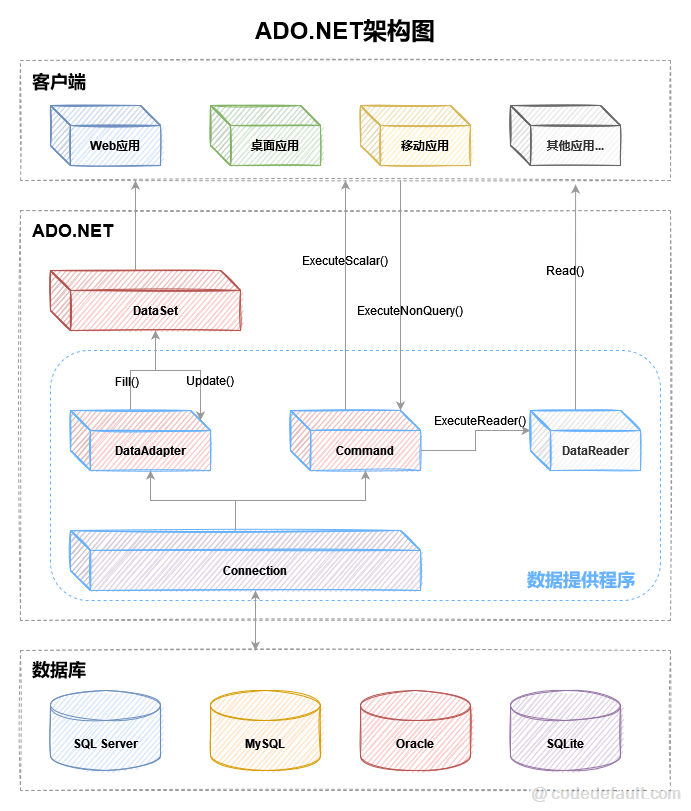 ADO.NET架构图
客户端
Web应用
桌面应用
移动应用
其他应用...
ADO.NET
ExecuteScalar()
Read()
DataSet
ExecuteNonQuery()
Fill()
Update()
ExecuteReader()
DataAdapter
Command
DataReader
Connection
数据提供程序
数据库
SQL Server
MySQL
Oracle
SQLite
@codedefault.com